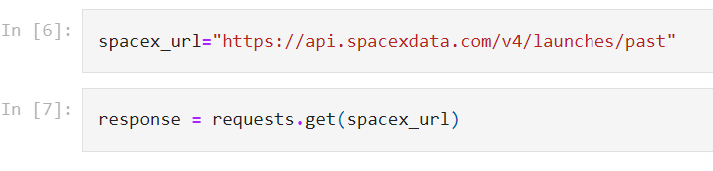 In [6]: spacex_url="https://api.spacexdata.com/v4/launches/past"
In [7]: response = requests.get(spacex_url)